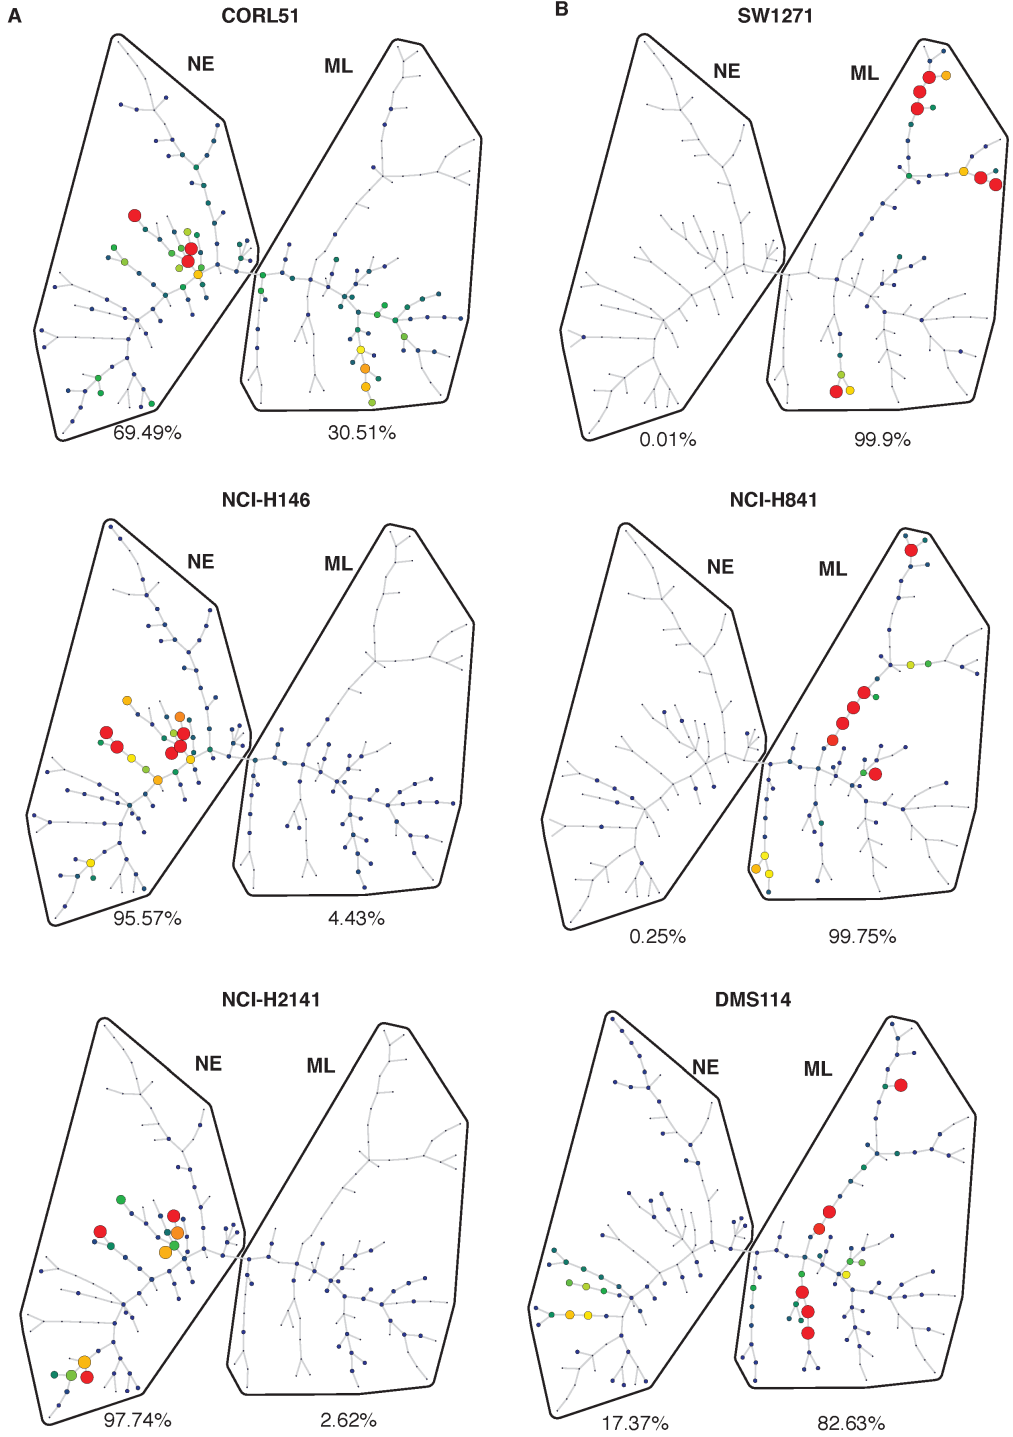 A
CORL51
NE
ML
69.49%
30.51%
B
SW1271
NE
ML
0.01%
99.9%
NCI-H146
NE
ML
95.57%
4.43%
NCI-H841
NE
ML
0.25%
99.75%
NCI-H2141
NE
ML
97.74%
2.62%
DMS114
NE
ML
17.37%
82.63%